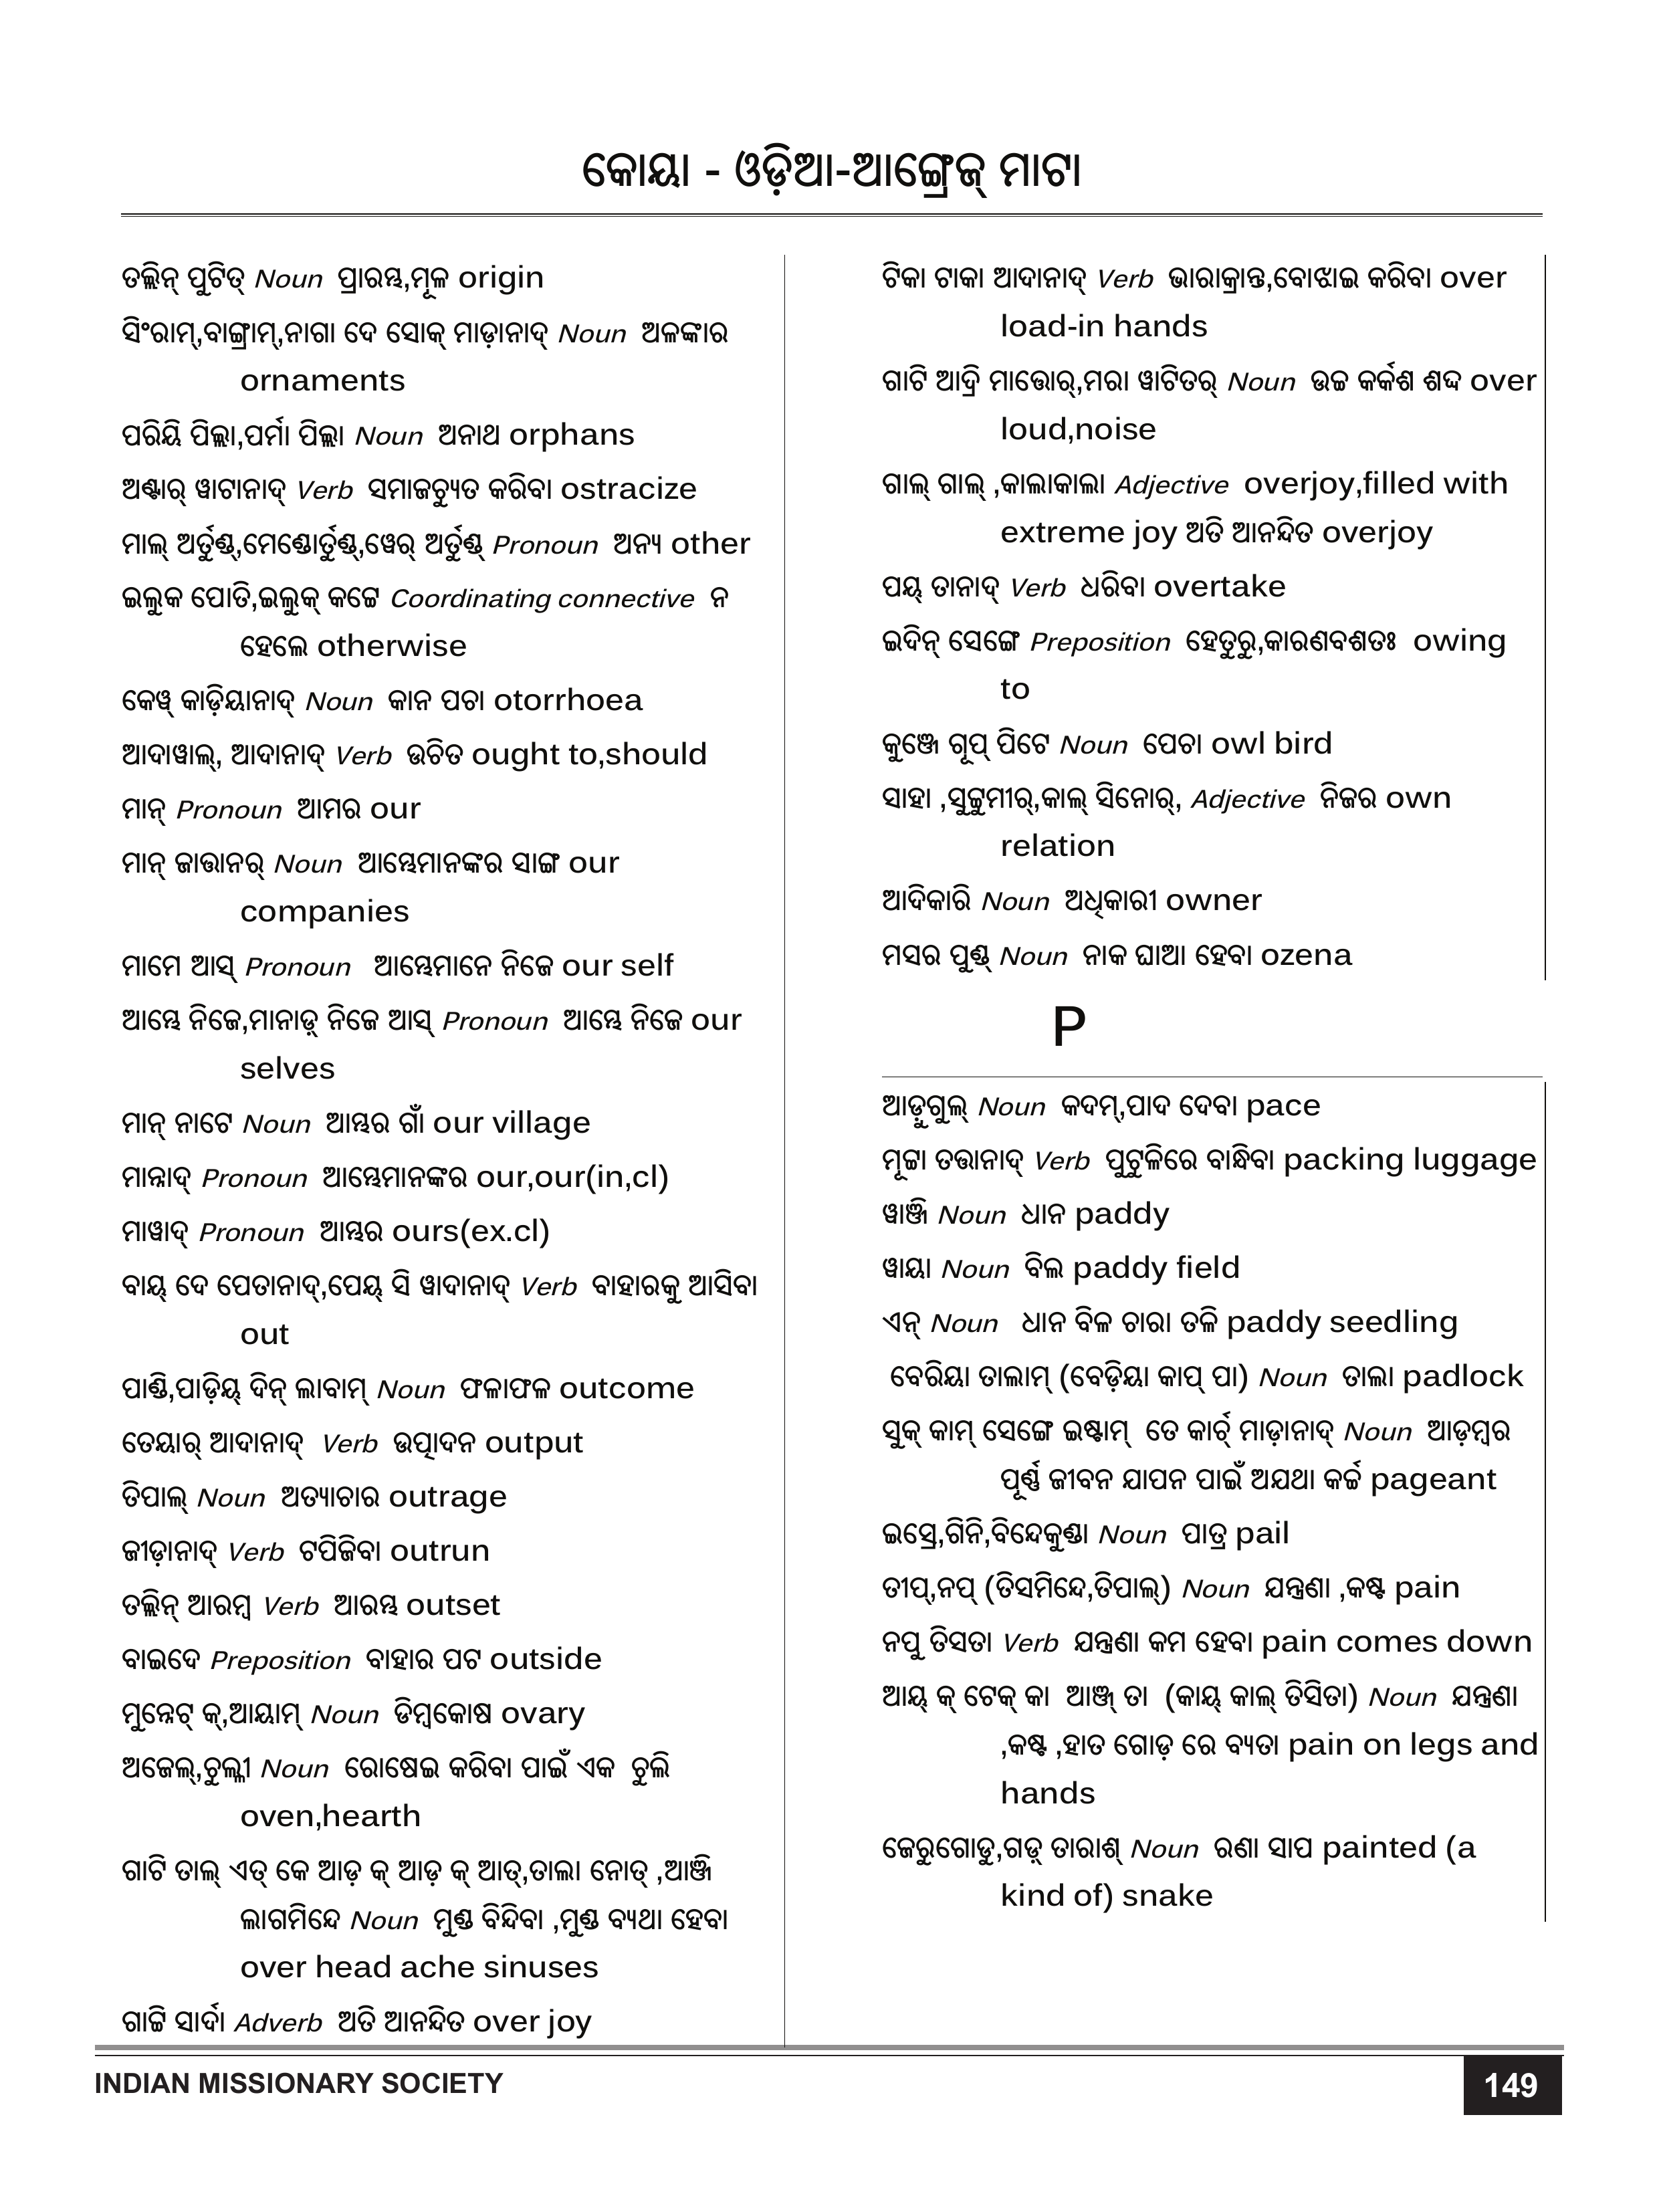 କୋୟା - ଓଡ଼ିଆ-ଆଙ୍ଗ୍ରେଜ୍ ମାଟା
ତଲ୍ଲିନ୍ ପୁଟିତ୍ Noun ପ୍ରାରମ୍ଭ,ମୂଳ origin
ସିଂରାମ୍,ବାଙ୍ଗ୍ରାମ୍,ନାଗା ଦେ ସୋକ୍ ମାଡ଼ାନାଦ୍ Noun ଅଳଙ୍କାର
ornaments
ପରିୟି ପିଲ୍ଲା,ପର୍ମା ପିଲ୍ଲା Noun ଅନାଥ orphans
ଅଣ୍ଟାର୍ ୱାଟାନାଦ୍ Verb ସମାଜଚ୍ୟୁତ କରିବା ostracize
ମାଲ୍ ଅର୍ତୁଣ୍ଡ୍,ମେଣ୍ଡୋର୍ତୁଣ୍ଡ୍,ୱେର୍ ଅର୍ତୁଣ୍ଡ୍ Pronoun ଅନ୍ୟ other
ଇଲୁକ ପୋତି,ଇଲୁକ୍ କଟ୍ଟେ Coordinating connective ନ
ହେଲେ otherwise
କେୱ୍ କାଡ଼ିୟାନାଦ୍ Noun କାନ ପଚା otorrhoea
ଆଦାୱାଲ୍, ଆଦାନାଦ୍ Verb ଉଚିତ ought to,should
ମାନ୍ Pronoun ଆମର our
ମାନ୍ ଜାଉାନର୍ Noun ଆମ୍ଭେମାନଙ୍କର ସାଙ୍ଗ our
companies
ମାମେ ଆସ୍ Pronoun ଆମ୍ଭେମାନେ ନିଜେ our self
ଆମ୍ଭେ ନିଜେ,ମାନାଡ଼୍ ନିଜେ ଆସ୍ Pronoun ଆମ୍ଭେ ନିଜେ our
selves
ମାନ୍ ନାଟେ Noun ଆମ୍ଭର ଗାଁ our village
ମାନ୍ନାଦ୍ Pronoun ଆମ୍ଭେମାନଙ୍କର our,our(in,cl)
ମାୱାଦ୍ Pronoun ଆମ୍ଭର ours(ex.cl)
ବାୟ୍ ଦେ ପେତାନାଦ୍,ପେୟ୍ ସି ୱାଦାନାଦ୍ Verb ବାହାରକୁ ଆସିବା
out
ପାଣ୍ଡି,ପାଡ଼ିୟ୍ ଦିନ୍ ଲାବାମ୍ Noun ଫଳାଫଳ outcome
ତେୟାର୍ ଆଦାନାଦ୍ Verb ଉତ୍ପାଦନ output
ତିପାଲ୍ Noun ଅତ୍ୟାଚାର outrage
ଜୀଡ଼ାନାଦ୍ Verb ଟପିଜିବା outrun
ତଲ୍ଲିନ୍ ଆରମ୍ବ Verb ଆରମ୍ଭ outset
ବାଇଦେ Preposition ବାହାର ପଟ outside
ମୁନ୍ନେଟ୍ କ୍,ଆୟାମ୍ Noun ଡିମ୍ବକୋଷ ovary
ଅଜେଲ୍,ଚୁଲ୍ଲୀ Noun ରୋଷେଇ କରିବା ପାଇଁ ଏକ ଚୁଲି
oven,hearth
ଗାଟି ତାଲ୍ ଏତ୍ କେ ଆଡ଼ କ୍ ଆଡ଼ କ୍ ଆତ୍,ତାଲା ନୋତ୍ ,ଆଞ୍ଜି
ଲାଗମିନ୍ଦେ Noun ମୁଣ୍ଡ ବିନ୍ଦିବା ,ମୁଣ୍ଡ ବ୍ୟଥା ହେବା
over head ache sinuses
ଗାଟ୍ଟି ସାର୍ଦା Adverb ଅତି ଆନନ୍ଦିତ over joy
ଟିକା ଟାକା ଆଦାନାଦ୍ Verb ଭାରାକ୍ରାନ୍ତ,ବୋଝାଇ କରିବା over
load-in hands
ଗାଟି ଆଦ୍ରି ମାତ୍ତୋର୍,ମରା ୱାଟିତର୍ Noun ଉଚ୍ଚ କର୍କଶ ଶବ୍ଦ over
loud,noise
ଗାଲ୍ ଗାଲ୍ ,କାଲାକାଲା Adjective overjoy,filled with
extreme joy ଅତି ଆନନ୍ଦିତ overjoy
ପୟ୍ ତାନାଦ୍ Verb ଧରିବା overtake
ଇଦିନ୍ ସେଙ୍ଗେ Preposition ହେତୁରୁ,କାରଣବଶତଃ owing
to
କୁଞ୍ଜେ ଗୂପ୍ ପିଟେ Noun ପେଚା owl bird
ସାହା ,ସୁଟୁମୀର୍,କାଲ୍ ସିନୋର୍, Adjective ନିଜର own
relation
ଆଦିକାରି Noun ଅଧିକାରୀ owner
ମସର ପୁଣ୍ଡ୍ Noun ନାକ ଘାଆ ହେବା ozena
P
ଆଡ଼ୁଗୁଲ୍ Noun କଦମ୍,ପାଦ ଦେବା pace
ମୂଟା ତତ୍ତାନାଦ୍ Verb ପୁଟୁଳିରେ ବାନ୍ଧିବା packing luggage
ୱାଞ୍ଜି Noun ଧାନ paddy
ୱାୟା Noun ବିଲ paddy field
ଏନ୍ Noun ଧାନ ବିଳ ଚାରା ତଳି paddy seedling
ବେରିୟା ତାଲାମ୍ (ବେଡ଼ିୟା କାପ୍ ପା) Noun ତାଲା padlock
ସୁକ୍ କାମ୍ ସେଙ୍ଗେ ଇଷ୍ଟାମ୍ ତେ କାର୍ଚ୍ ମାଡ଼ାନାଦ୍ Noun ଆଡ଼ମ୍ବର
ପୂର୍ଣ୍ଣ ଜୀବନ ଯାପନ ପାଇଁ ଅଯଥା କର୍ଚ୍ଚ pageant
ଇସ୍ରେ,ଗିନି,ବିନ୍ଦେକୁଣ୍ଡା Noun ପାତ୍ର pail
ତୀପ୍,ନପ୍ (ତିସମିନ୍ଦେ,ତିପାଲ୍) Noun ଯନ୍ତ୍ରଣା ,କଷ୍ଟ pain
ନପୁ ତିସତା Verb ଯନ୍ତ୍ରଣା କମ ହେବା pain comes down
ଆୟ୍ କ୍ ଟେକ୍ କା ଆଞ୍ଜ୍ ତା (କାୟ୍ କାଲ୍ ତିସିତା) Noun ଯନ୍ତ୍ରଣା
,କଷ୍ଟ ,ହାତ ଗୋଡ଼ ରେ ବ୍ୟତା pain on legs and
hands
ଜେରୁଗୋଡୁ,ଗଡ଼୍ ତାରାଶ୍ Noun ରଣା ସାପ painted (a
kind of) snake
INDIAN MISSIONARY SOCIETY
149